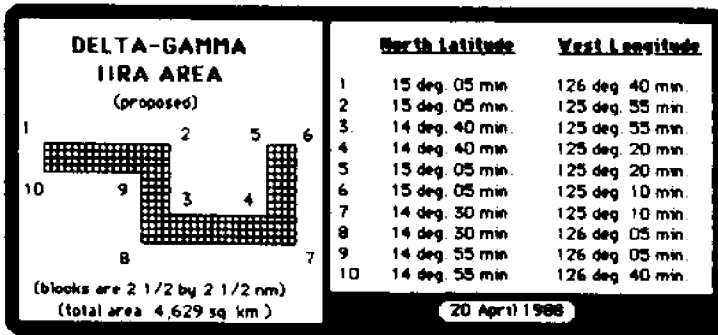 DELTA-GAMMA
IIRA AREA
(proposed)
1 2 5 6
10 9 3 4
8 7
(blocks are 2 1/2 by 2 1/2 nm)
(total area 4,629 sq km)
North Latitude West Longitude
1 15 deg. 05 min 126 deg 40 min.
2 15 deg. 05 min. 125 deg. 55 min.
3. 14 deg. 40 min. 125 deg. 55 min.
4 14 deg. 40 min 125 deg. 20 min.
5 15 deg. 05 min. 125 deg. 20 min.
6 15 deg. 05 min 125 deg. 10 min.
7 14 deg. 30 min 125 deg 10 min.
8 14 deg. 30 min 126 deg 05 min.
9 14 deg. 55 min 126 deg. 05 min.
10 14 deg. 55 min 126 deg. 40 min.
20 April 1988